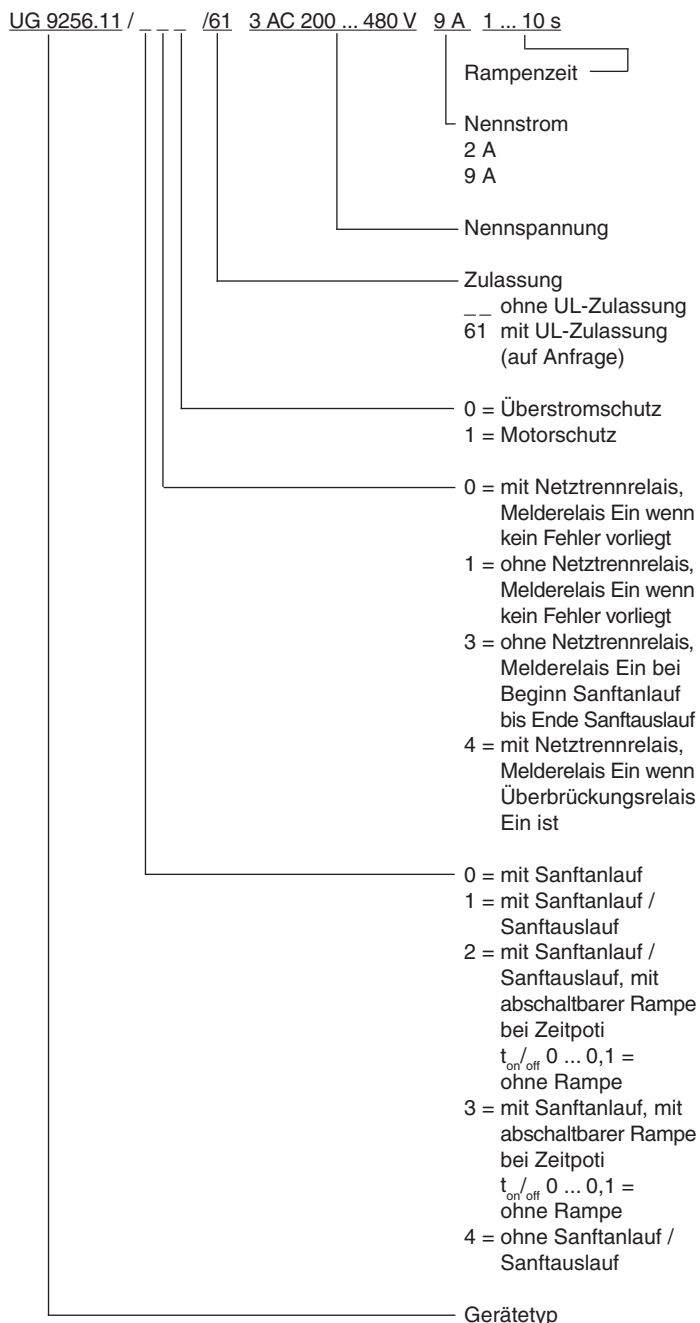 UG 9256.11 / _ _ _ /61 3 AC 200 ... 480 V 9 A 1 ... 10 s
Rampenzeit
Nennstrom
2 A
9 A
Nennspannung
Zulassung
_ _ ohne UL-Zulassung
61 mit UL-Zulassung
(auf Anfrage)
0 = Überstromschutz
1 = Motorschutz
0 = mit Netztrennrelais,
Melderelais Ein wenn
kein Fehler vorliegt
1 = ohne Netztrennrelais,
Melderelais Ein wenn
kein Fehler vorliegt
3 = ohne Netztrennrelais,
Melderelais Ein bei
Beginn Sanftanlauf
bis Ende Sanftauslauf
4 = mit Netztrennrelais,
Melderelais Ein wenn
Überbrückungsrelais
Ein ist
0 = mit Sanftanlauf
1 = mit Sanftanlauf /
Sanftauslauf
2 = mit Sanftanlauf /
Sanftauslauf, mit
abschaltbarer Rampe
bei Zeitpoti
t_on/_off 0 ... 0,1 =
ohne Rampe
3 = mit Sanftanlauf, mit
abschaltbarer Rampe
bei Zeitpoti
t_on/_off 0 ... 0,1 =
ohne Rampe
4 = ohne Sanftanlauf /
Sanftauslauf
Gerätetyp